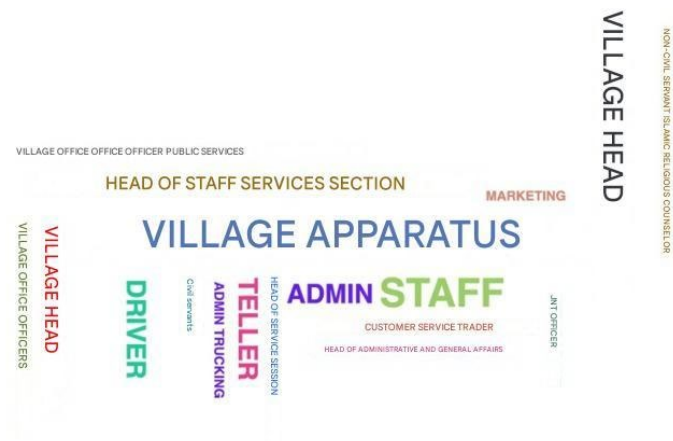 VILLAGE HEAD
NON-CIVIL SERVANT ISLAMIC RELIGIOUS COUNSELOR
VILLAGE OFFICE OFFICE OFFICER PUBLIC SERVICES
HEAD OF STAFF SERVICES SECTION
MARKETING
VILLAGE APPARATUS
VILLAGE OFFICE OFFICERS
VILLAGE HEAD
DRIVER
Civil servants
ADMIN TRUCKING
TELLER
HEAD OF SERVICE SESSION
ADMIN
STAFF
JNT OFFICER
CUSTOMER SERVICE TRADER
HEAD OF ADMINISTRATIVE AND GENERAL AFFAIRS